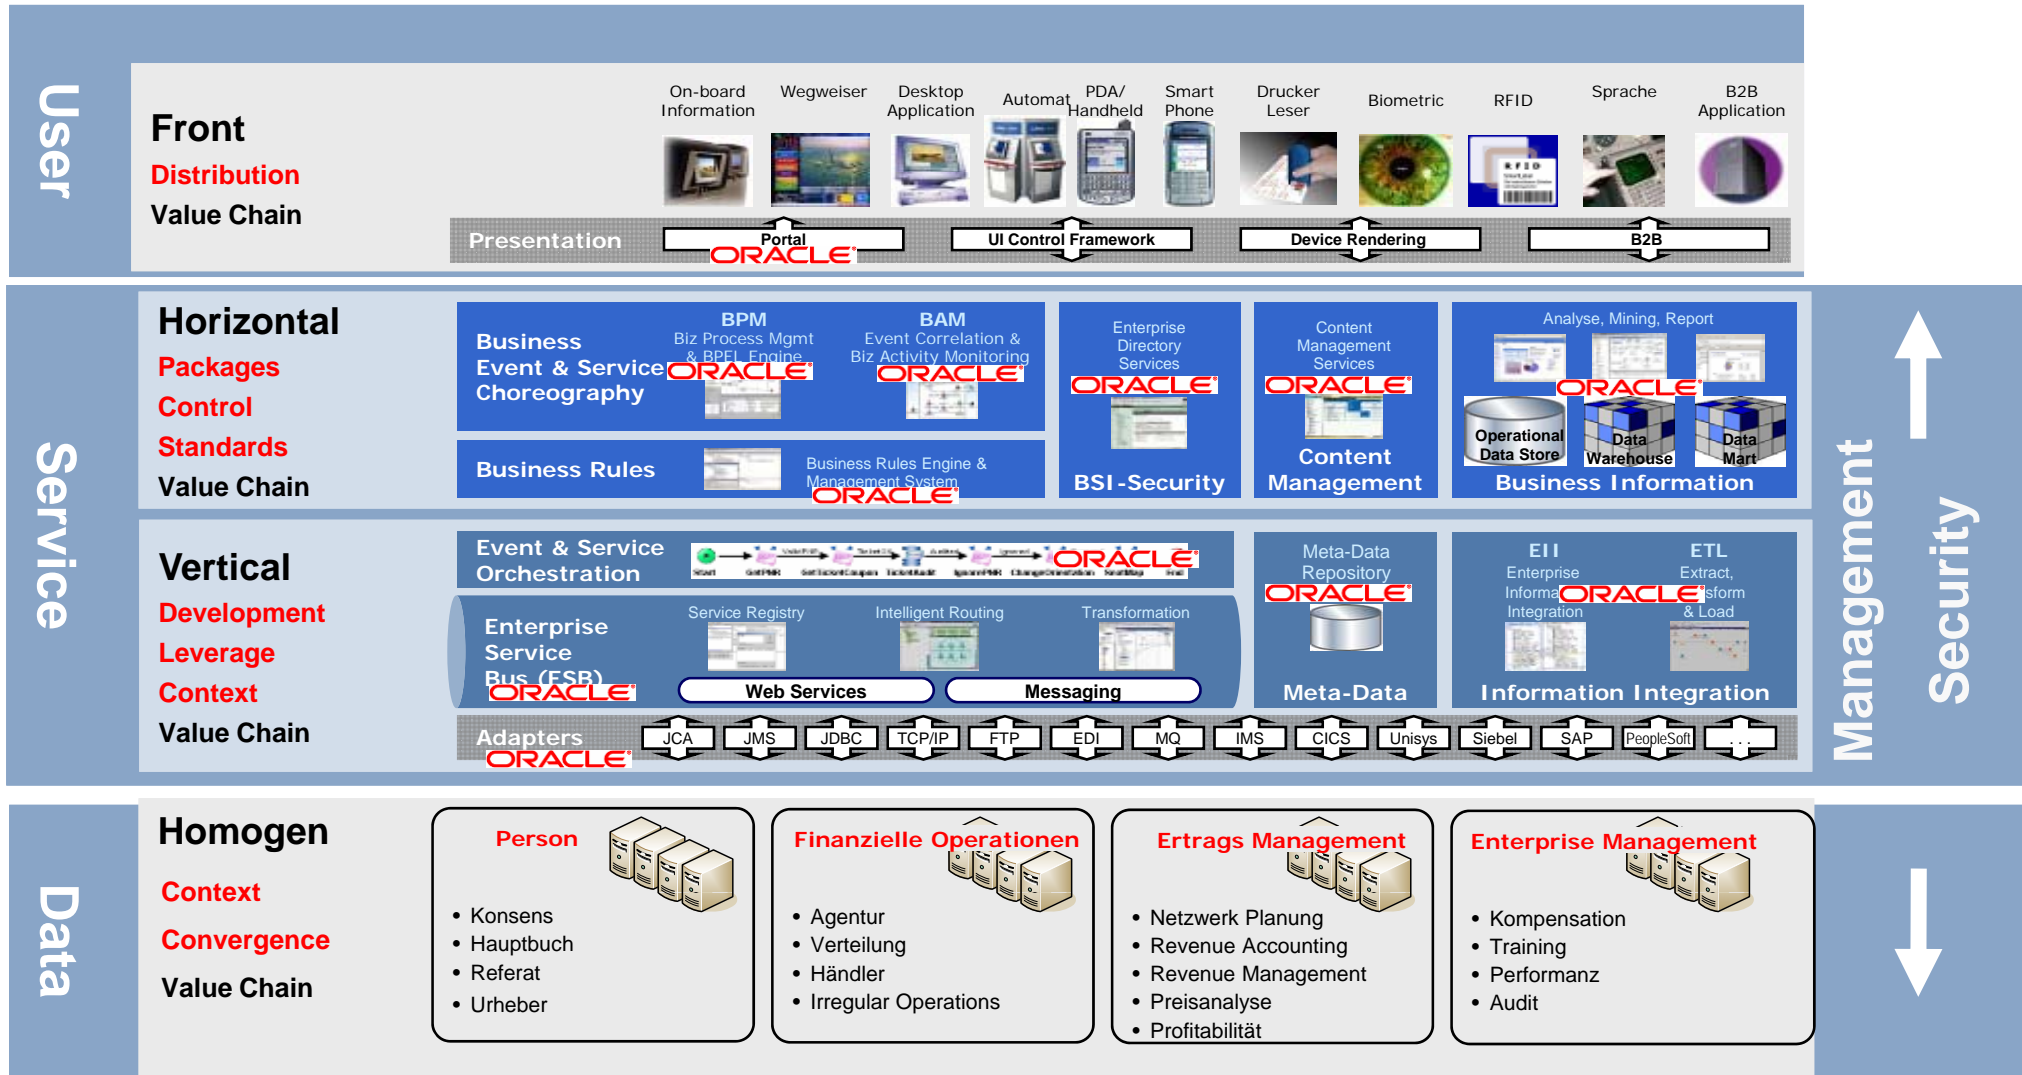 User
Front
Distribution
Value Chain
On-board
Information
Wegweiser
Desktop
Application
Automat
PDA/
Handheld
Smart
Phone
Drucker
Leser
Biometric
RFID
Sprache
B2B
Application
RFID
Presentation
Portal
ORACLE
UI Control Framework
Device Rendering
B2B
Service
Horizontal
Packages
Control
Standards
Value Chain
Business
Event & Service
Choreography
BPM
Biz Process Mgmt
& BPEL Engine
ORACLE
BAM
Event Correlation &
Biz Activity Monitoring
ORACLE
Business Rules
Business Rules Engine &
Management System
ORACLE
Enterprise
Directory
Services
ORACLE
BSI-Security
Content
Management
Services
ORACLE
Content
Management
Analyse, Mining, Report
ORACLE
Operational
Data Store
Data
Warehouse
Data
Mart
Business Information
Vertical
Development
Leverage
Context
Value Chain
Event & Service
Orchestration
Start
GetPNR
GetTicketCoupon
TicketAudit
IgnorePNR
ORACLE
Enterprise
Service
Bus (ESB)
ORACLE
Service Registry
Intelligent Routing
Transformation
Web Services
Messaging
Meta-Data
Repository
ORACLE
Meta-Data
EII
Enterprise
Integration
ETL
Extract,
& Load
ORACLE
Information Integration
Adapters
ORACLE
JCA
JMS
JDBC
TCP/IP
FTP
EDI
MQ
IMS
CICS
Unisys
Siebel
SAP
PeopleSoft
. . .
Management
Security
Data
Homogen
Context
Convergence
Value Chain
Person
• Konsens
• Hauptbuch
• Referat
• Urheber
Finanzielle Operationen
• Agentur
• Verteilung
• Händler
• Irregular Operations
Ertrags Management
• Netzwerk Planung
• Revenue Accounting
• Revenue Management
• Preisanalyse
• Profitabilität
Enterprise Management
• Kompensation
• Training
• Performanz
• Audit